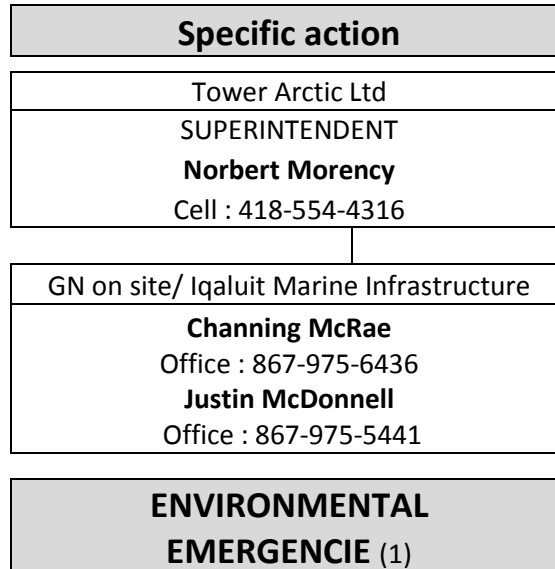 Specific action
Tower Arctic Ltd
SUPERINTENDENT
Norbert Morency
Cell : 418-554-4316
GN on site/ Iqaluit Marine Infrastructure
Channing McRae
Office : 867-975-6436
Justin McDonnell
Office : 867-975-5441
ENVIRONMENTAL
EMERGENCIE (1)